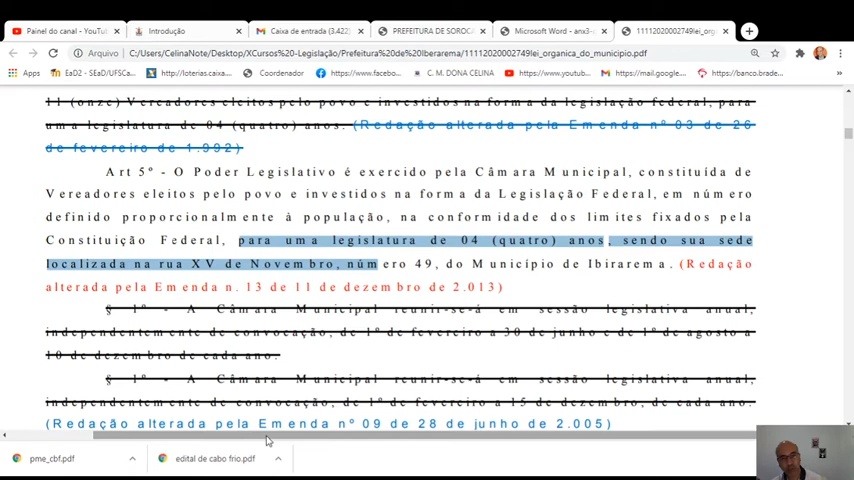 Painel do canal - YouTu
Introdução
Caixa de entrada (3.422
PREFEITURA DE SOROCA
Microsoft Word - anx3-
11112020002749lei_orga
Arquivo
C:/Users/CelinaNote/Desktop/XCursos%20-Legislação/Prefeitura%20de%20Iberarema/11112020002749lei_organica_do_municipio.pdf
Apps
EaD2 - SEaD/UFSCa...
http://loterias.caixa...
Coordenador
https://www.facebo...
C. M. DONA CELINA
https://www.youtub...
https://mail.google...
https://banco.brade...
11 (onze) Vereadores eleitos pelo povo e investidos na forma da legislação federal, para
uma legislatura de 04 (quatro) anos. (Redação alterada pela Emenda nº 03 de 26
de fevereiro de 1.992)
Art 5º - O Poder Legislativo é exercido pela Câmara Municipal, constituída de
Vereadores eleitos pelo povo e investidos na forma da Legislação Federal, em número
definido proporcionalmente à população, na conformidade dos limites fixados pela
Constituição Federal, para uma legislatura de 04 (quatro) anos, sendo sua sede
localizada na rua XV de Novembro, número 49, do Município de Ibirarema. (Redação
alterada pela Emenda n. 13 de 11 de dezembro de 2.013)
§ 1º - A Câmara Municipal reunir-se-á em sessão legislativa anual,
independentemente de convocação, de 1º de fevereiro a 30 de junho e de 1º de agosto a
10 de dezembro de cada ano.
§ 1º - A Câmara Municipal reunir-se-á em sessão legislativa anual,
independentemente de convocação, de 1º de fevereiro a 15 de dezembro de cada ano.
(Redação alterada pela Emenda nº 09 de 28 de junho de 2.005)
pme_cbf.pdf
edital de cabo frio.pdf